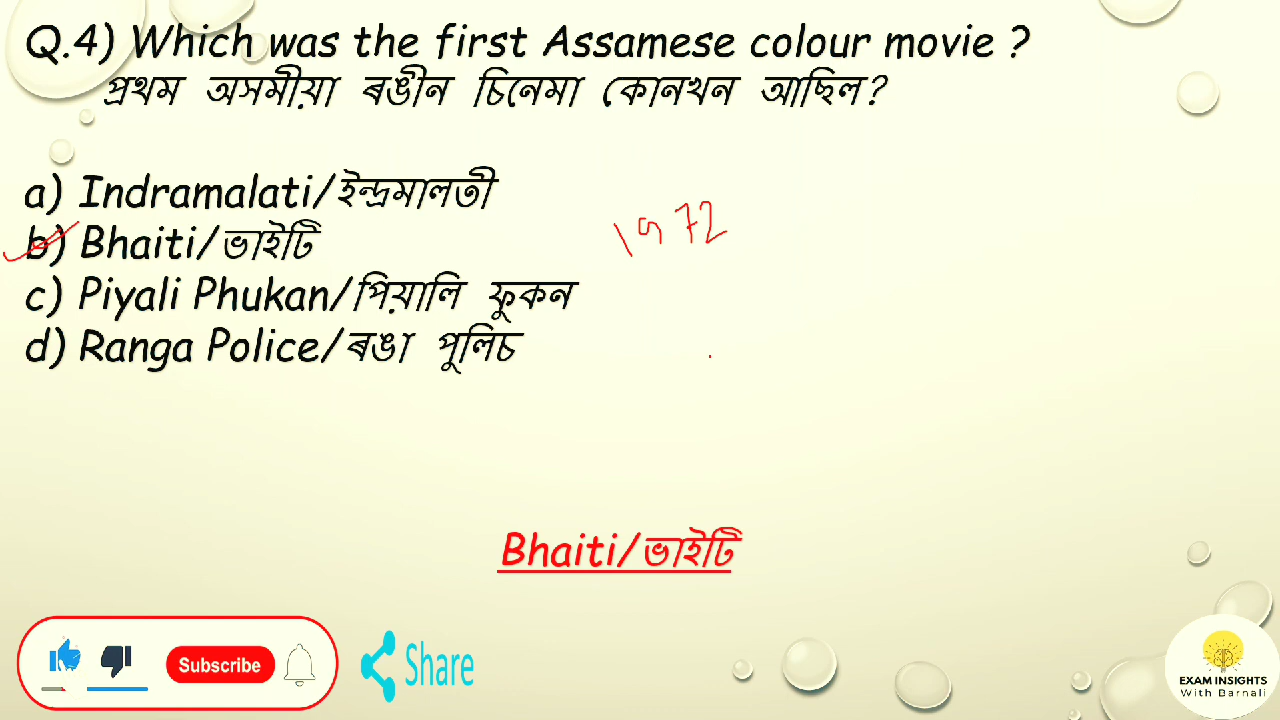 Q.4) Which was the first Assamese colour movie ?
প্ৰথম অসমীয়া ৰঙীন চিনেমা কোনখন আছিল?
a) Indramalati/ইন্দ্ৰমালতী
b) Bhaiti/ভাইটি
1972
c) Piyali Phukan/পিয়ালি ফুকন
d) Ranga Police/ৰঙা পুলিচ
Bhaiti/ভাইটি
Subscribe
Share
EXAM INSIGHTS
With Barnali